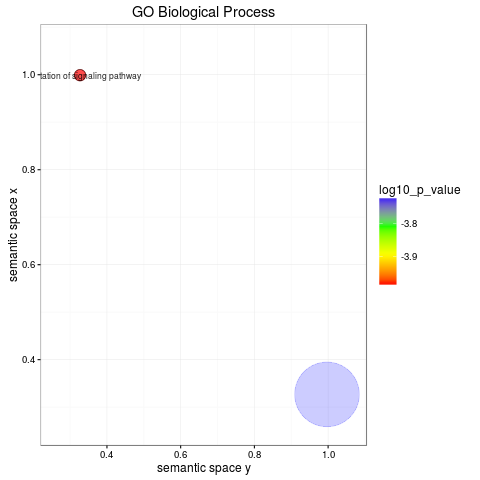 GO Biological Process
1.0
tation of signaling pathway
0.8
0.6
0.4
semantic space x
0.4
0.6
0.8
1.0
semantic space y
log10_p_value
-3.8
-3.9